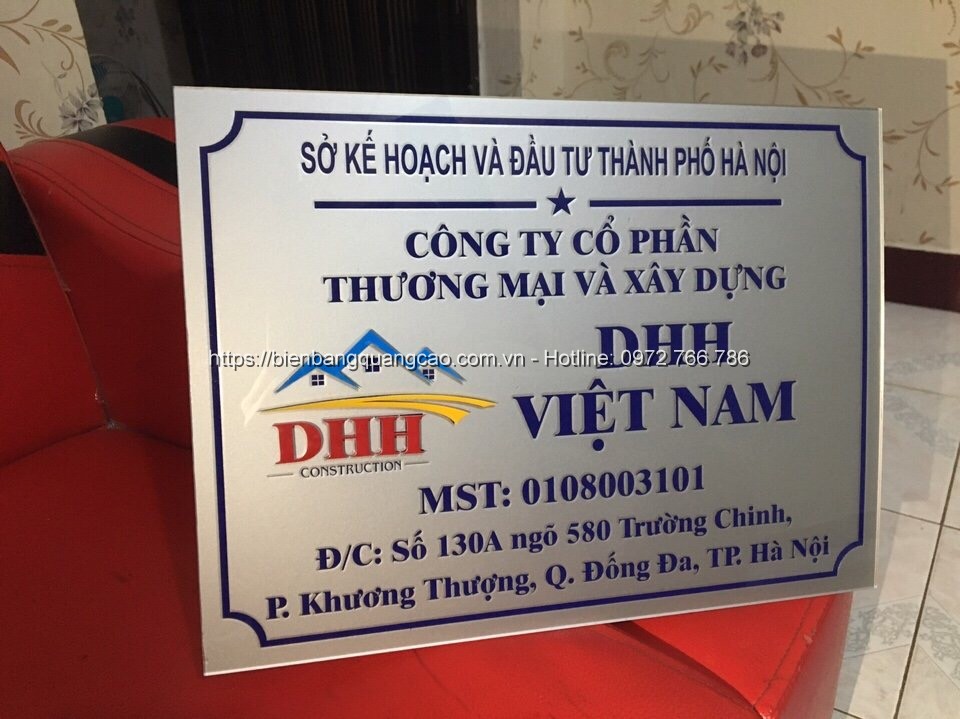 SỞ KẾ HOẠCH VÀ ĐẦU TƯ THÀNH PHỐ HÀ NỘI
CÔNG TY CỔ PHẦN
THƯƠNG MẠI VÀ XÂY DỰNG
DHH
https://bienbangquangcao.com.vn - Hotline: 0972 766 786
VIỆT NAM
DHH
CONSTRUCTION
MST: 0108003101
Đ/C: Số 130A ngõ 580 Trường Chinh,
P. Khương Thượng, Q. Đống Đa, TP. Hà Nội